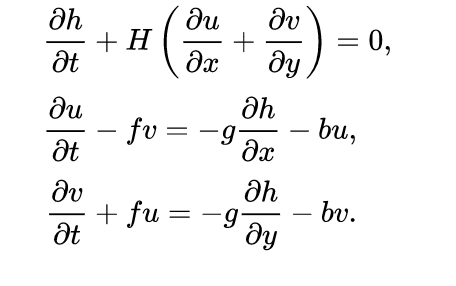 ∂h/∂t + H(∂u/∂x + ∂v/∂y) = 0,
∂u/∂t − fv = −g∂h/∂x − bu,
∂v/∂t + fu = −g∂h/∂y − bv.